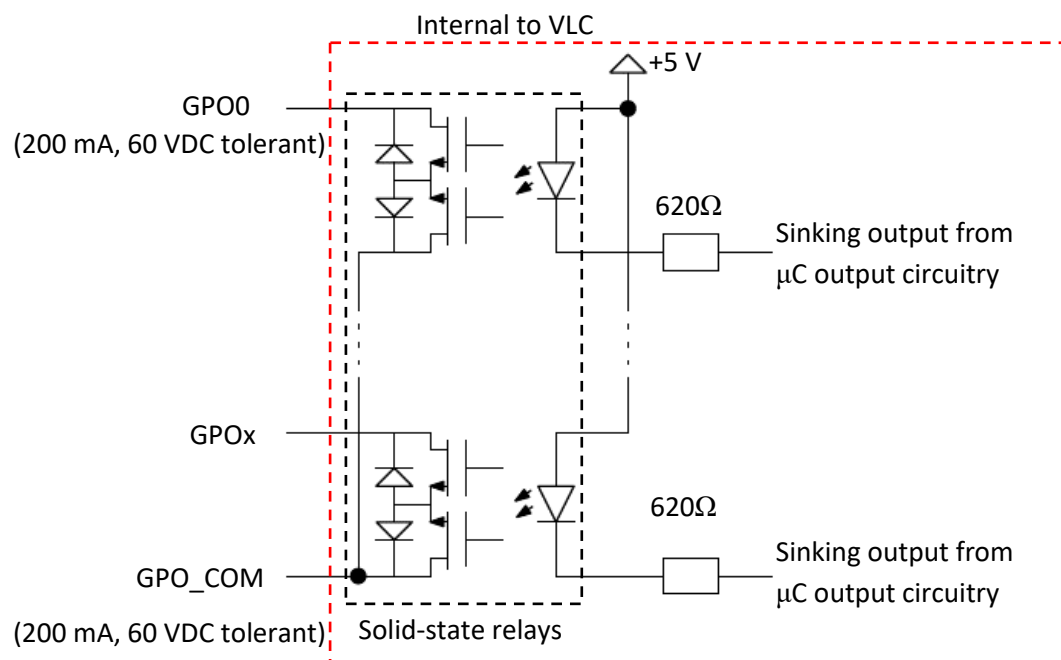 Internal to VLC
+5 V
GPO0
(200 mA, 60 VDC tolerant)
620Ω
Sinking output from
µC output circuitry
GPOx
620Ω
Sinking output from
µC output circuitry
GPO_COM
(200 mA, 60 VDC tolerant)
Solid-state relays